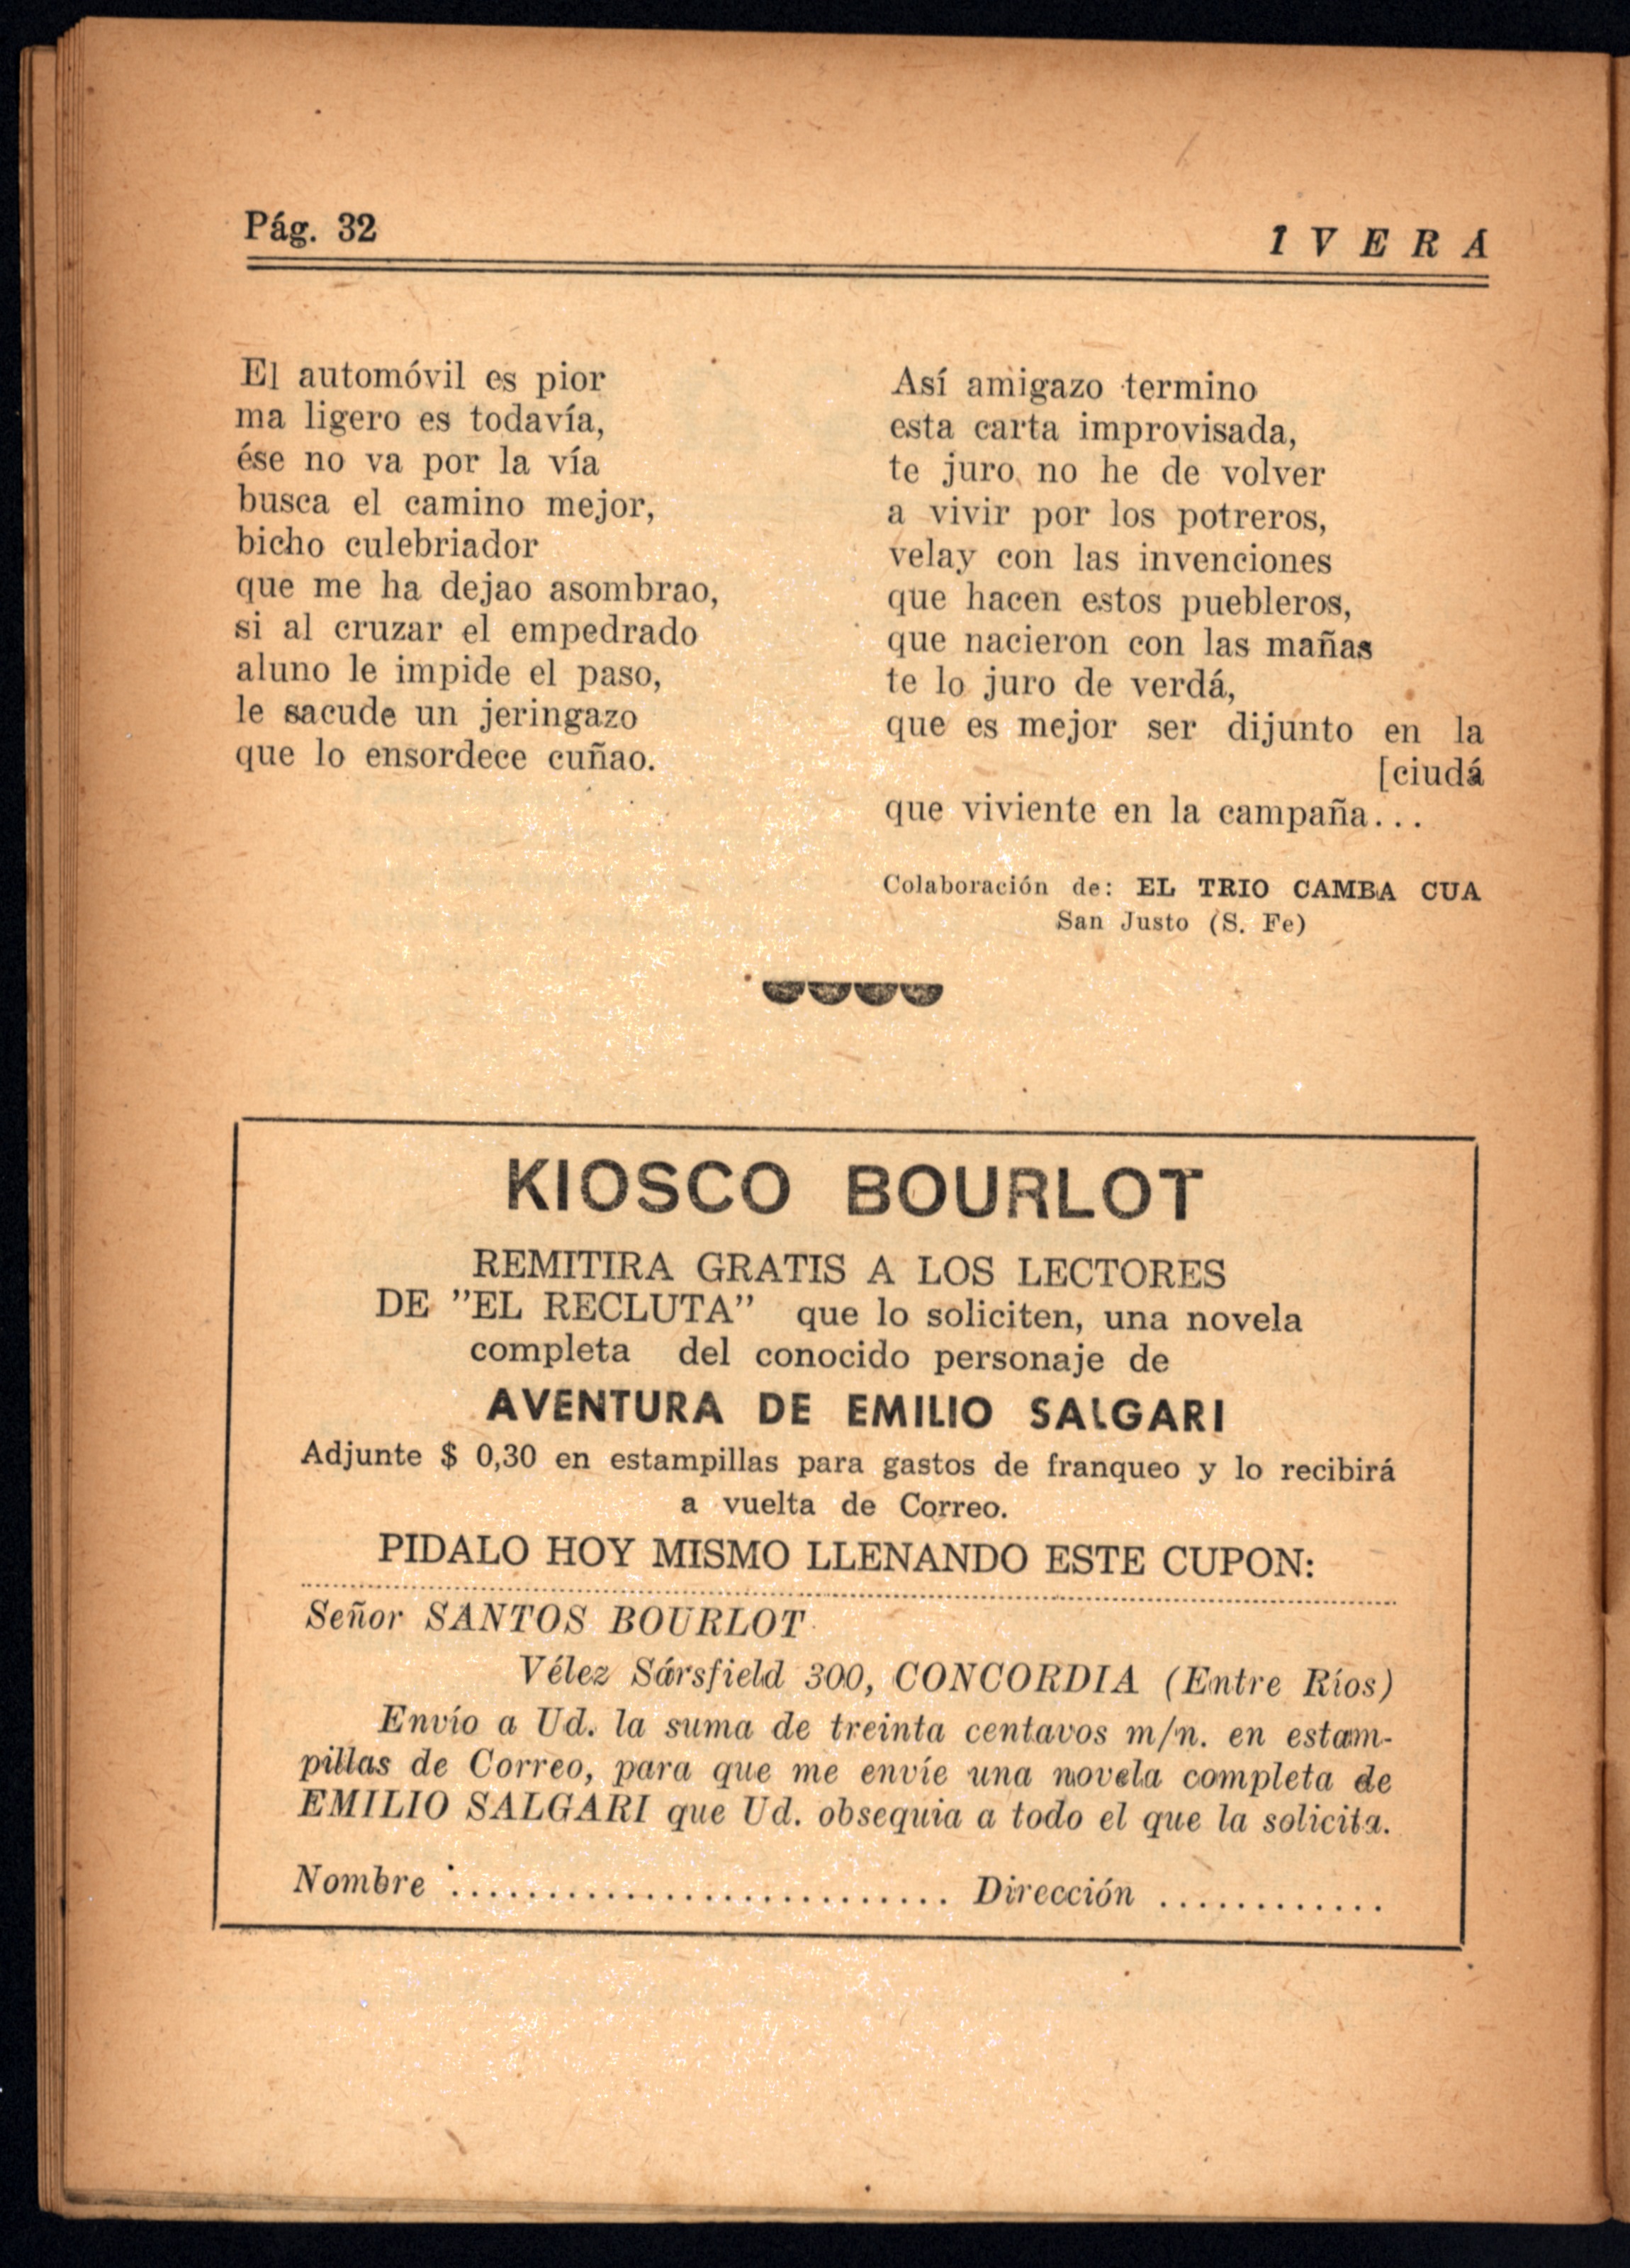 Pág. 32
IVERA
El automóvil es pior
ma ligero es todavía,
ése no va por la vía
busca el camino mejor,
bicho culebriador
que me ha dejao asombrao,
si al cruzar el empedrado
aluno le impide el paso,
le sacude un jeringazo
que lo ensordece cuñao.
Así amigazo termino
esta carta improvisada,
te juro no he de volver
a vivir por los potreros,
velay con las invenciones
que hacen estos puebleros,
que nacieron con las mañas
te lo juro de verdá,
que es mejor ser dijunto en la
[ciudá
que viviente en la campaña...
Colaboración de: EL TRIO CAMBA CUA
San Justo (S. Fe)
KIOSCO BOURLOT
REMITIRA GRATIS A LOS LECTORES
DE "EL RECLUTA" que lo soliciten, una novela
completa del conocido personaje de
AVENTURA DE EMILIO SALGARI
Adjunte $ 0,30 en estampillas para gastos de franqueo y lo recibirá
a vuelta de Correo.
PIDALO HOY MISMO LLENANDO ESTE CUPON:
Señor SANTOS BOURLOT
Vélez Sársfield 300, CONCORDIA (Entre Ríos)
Envío a Ud. la suma de treinta centavos m/n. en estam-
pillas de Correo, para que me envíe una novela completa de
EMILIO SALGARI que Ud. obsequia a todo el que la solicita.
Nombre .......................... Dirección ............